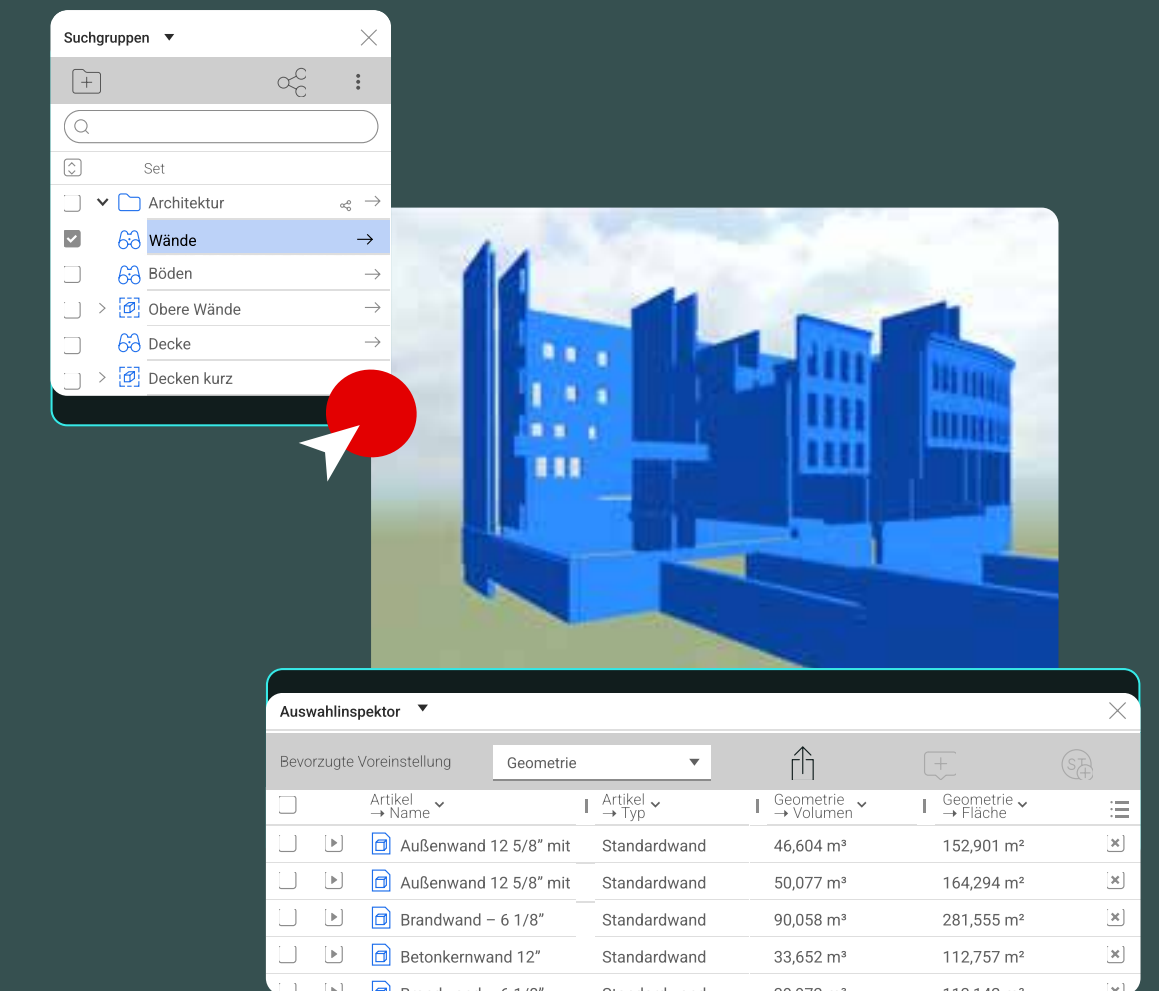 Suchgruppen
Set
Architektur
Wände
Böden
Obere Wände
Decke
Decken kurz
Auswahlinspektor
Bevorzugte Voreinstellung
Geometrie
Artikel → Name
Artikel → Typ
Geometrie → Volumen
Geometrie → Fläche
Außenwand 12 5/8” mit Standardwand 46,604 m³ 152,901 m²
Außenwand 12 5/8” mit Standardwand 50,077 m³ 164,294 m²
Brandwand – 6 1/8” Standardwand 90,058 m³ 281,555 m²
Betonkernwand 12” Standardwand 33,652 m³ 112,757 m²